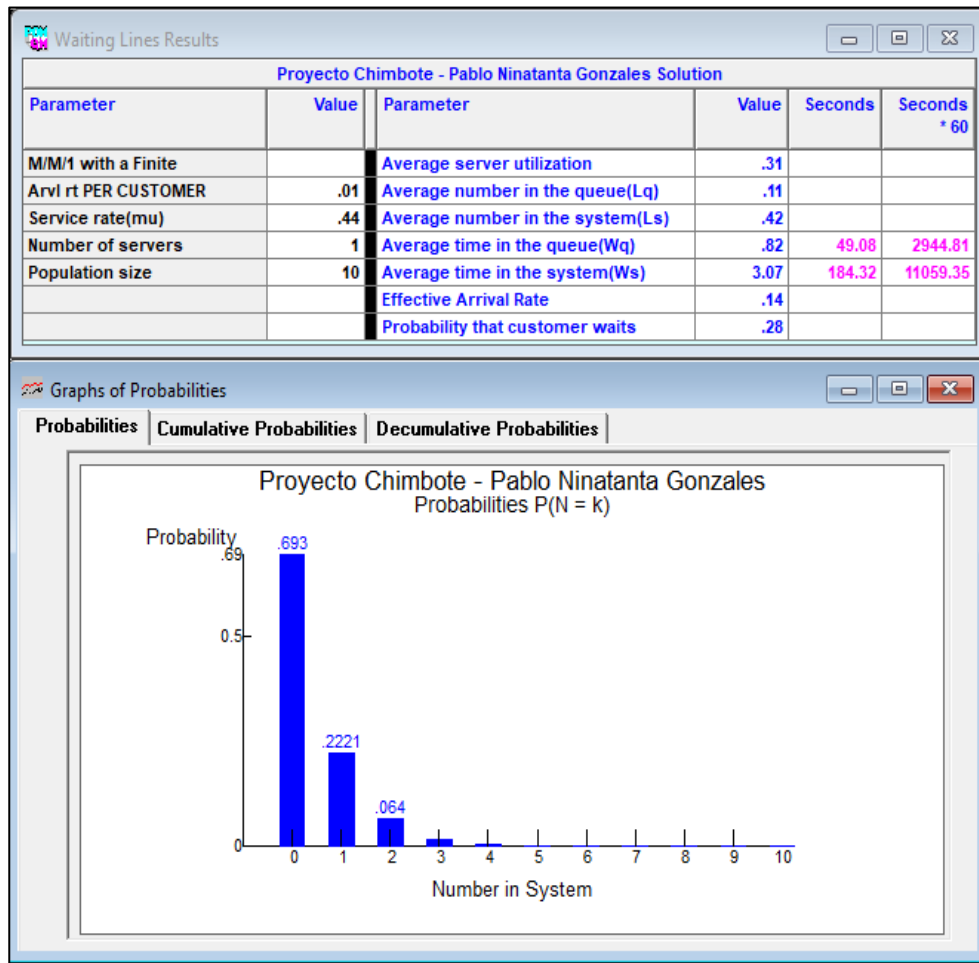 Waiting Lines Results
Proyecto Chimbote - Pablo Ninatanta Gonzales Solution
Parameter Value Parameter Value Seconds Seconds * 60
M/M/1 with a Finite Average server utilization .31
Arvl rt PER CUSTOMER .01 Average number in the queue(Lq) .11
Service rate(mu) .44 Average number in the system(Ls) .42
Number of servers 1 Average time in the queue(Wq) .82 49.08 2944.81
Population size 10 Average time in the system(Ws) 3.07 184.32 11059.35
Effective Arrival Rate .14
Probability that customer waits .28
Graphs of Probabilities
Probabilities Cumulative Probabilities Decumulative Probabilities
Proyecto Chimbote - Pablo Ninatanta Gonzales
Probabilities P(N = k)
Probability
.69 .693
0.5
.2221
.064
0
0 1 2 3 4 5 6 7 8 9 10
Number in System